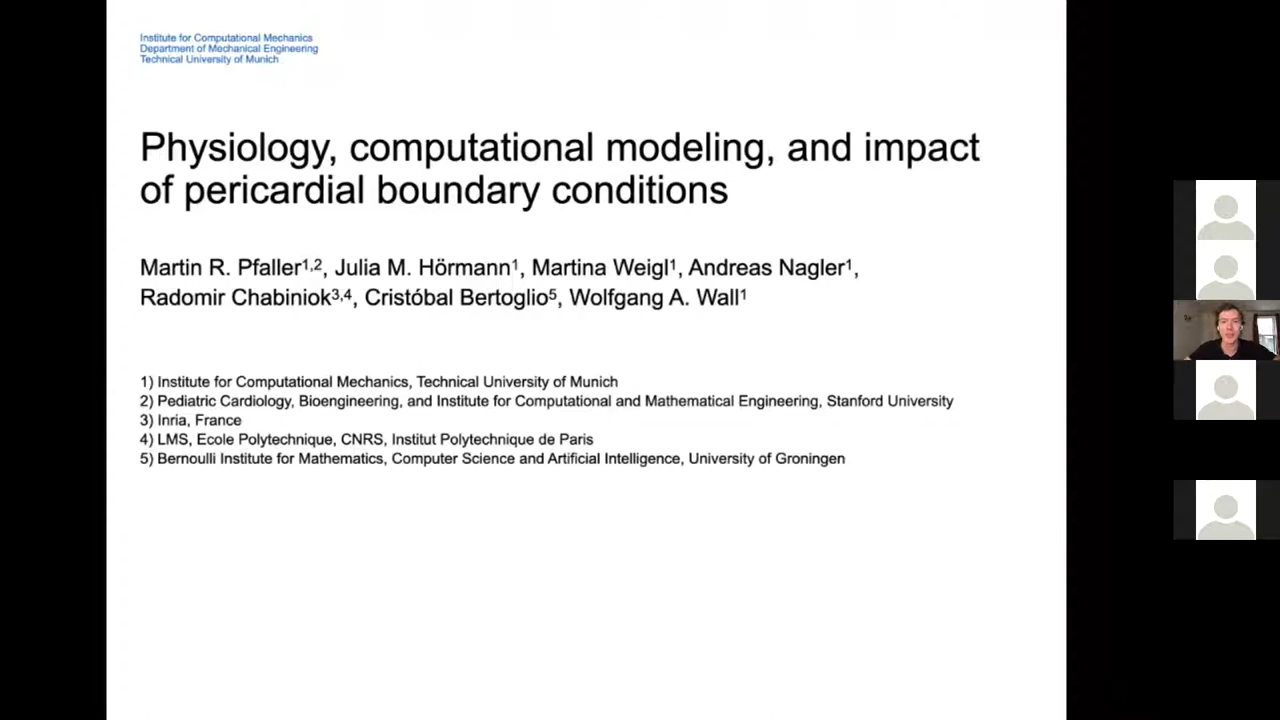 Institute for Computational Mechanics
Department of Mechanical Engineering
Technical University of Munich
Physiology, computational modeling, and impact
of pericardial boundary conditions
Martin R. Pfaller¹,², Julia M. Hörmann¹, Martina Weigl¹, Andreas Nagler¹,
Radomir Chabiniok³,⁴, Cristóbal Bertoglio⁵, Wolfgang A. Wall¹
1) Institute for Computational Mechanics, Technical University of Munich
2) Pediatric Cardiology, Bioengineering, and Institute for Computational and Mathematical Engineering, Stanford University
3) Inria, France
4) LMS, Ecole Polytechnique, CNRS, Institut Polytechnique de Paris
5) Bernoulli Institute for Mathematics, Computer Science and Artificial Intelligence, University of Groningen